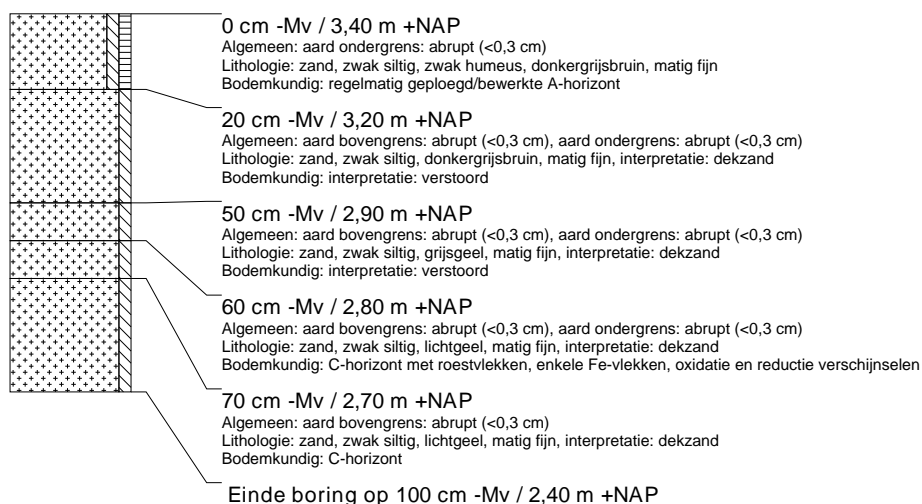 0 cm -Mv / 3,40 m +NAP
Algemeen: aard ondergrens: abrupt (<0,3 cm)
Lithologie: zand, zwak siltig, zwak humeus, donkergrijsbruin, matig fijn
Bodemkundig: regelmatig geploegd/bewerkte A-horizont
20 cm -Mv / 3,20 m +NAP
Algemeen: aard bovengrens: abrupt (<0,3 cm), aard ondergrens: abrupt (<0,3 cm)
Lithologie: zand, zwak siltig, donkergrijsbruin, matig fijn, interpretatie: dekzand
Bodemkundig: interpretatie: verstoord
50 cm -Mv / 2,90 m +NAP
Algemeen: aard bovengrens: abrupt (<0,3 cm), aard ondergrens: abrupt (<0,3 cm)
Lithologie: zand, zwak siltig, grijsgeel, matig fijn, interpretatie: dekzand
Bodemkundig: interpretatie: verstoord
60 cm -Mv / 2,80 m +NAP
Algemeen: aard bovengrens: abrupt (<0,3 cm), aard ondergrens: abrupt (<0,3 cm)
Lithologie: zand, zwak siltig, lichtgeel, matig fijn, interpretatie: dekzand
Bodemkundig: C-horizont met roestvlekken, enkele Fe-vlekken, oxidatie en reductie verschijnselen
70 cm -Mv / 2,70 m +NAP
Algemeen: aard bovengrens: abrupt (<0,3 cm)
Lithologie: zand, zwak siltig, lichtgeel, matig fijn, interpretatie: dekzand
Bodemkundig: C-horizont
Einde boring op 100 cm -Mv / 2,40 m +NAP